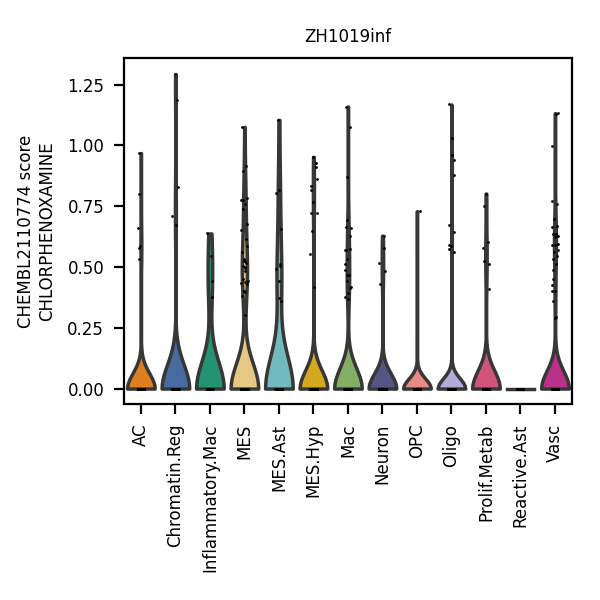 ZH1019inf
CHEMBL2110774 score
CHLORPHENOXAMINE
1.25
1.00
0.75
0.50
0.25
0.00
AC
Chromatin.Reg
Inflammatory.Mac
MES
MES.Ast
MES.Hyp
Mac
Neuron
OPC
Oligo
Prolif.Metab
Reactive.Ast
Vasc